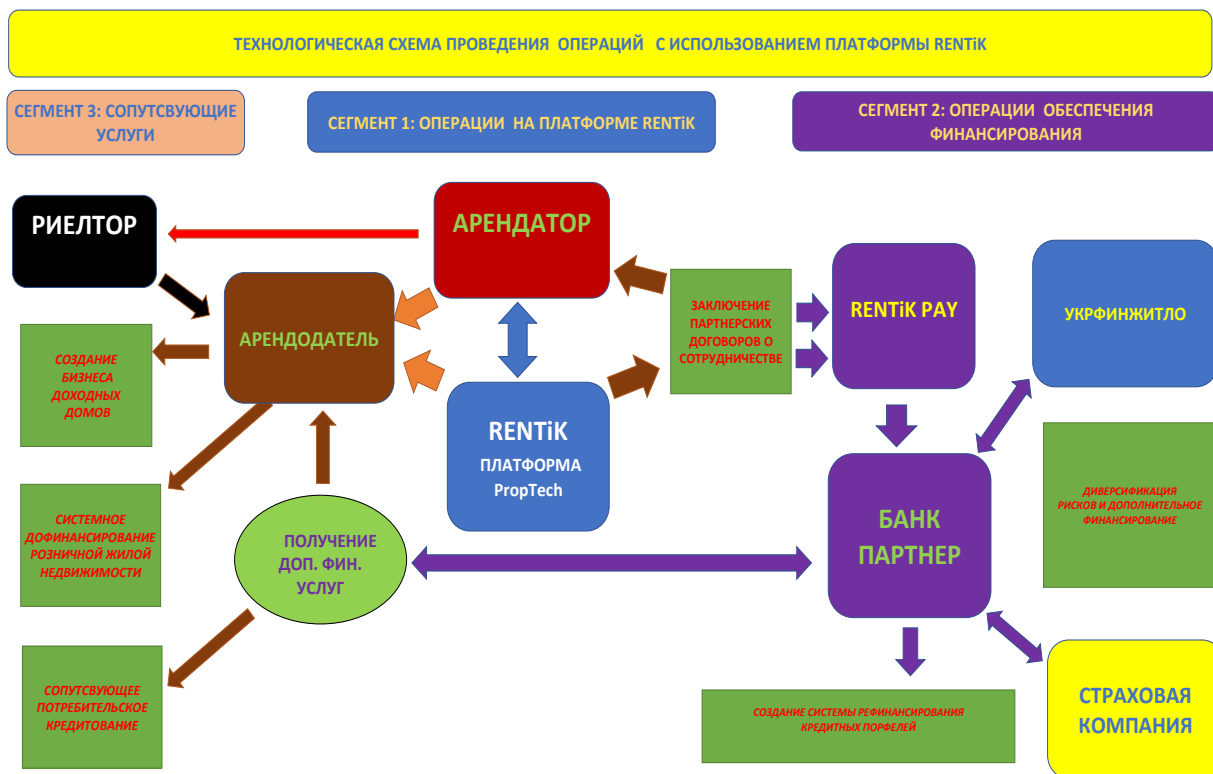 ТЕХНОЛОГИЧЕСКАЯ СХЕМА ПРОВЕДЕНИЯ ОПЕРАЦИЙ С ИСПОЛЬЗОВАНИЕМ ПЛАТФОРМЫ RENTiK
СЕГМЕНТ 3: СОПУТСВУЮЩИЕ
УСЛУГИ
СЕГМЕНТ 1: ОПЕРАЦИИ НА ПЛАТФОРМЕ RENTiK
СЕГМЕНТ 2: ОПЕРАЦИИ ОБЕСПЕЧЕНИЯ
ФИНАНСИРОВАНИЯ
РИЕЛТОР
АРЕНДАТОР
АРЕНДОДАТЕЛЬ
ЗАКЛЮЧЕНИЕ
ПАРТНЕРСКИХ
ДОГОВОРОВ О
СОТРУДНИЧЕСТВЕ
RENTiK PAY
УКРФИНЖИТЛО
СОЗДАНИЕ
БИЗНЕСА
ДОХОДНЫХ
ДОМОВ
RENTiK
ПЛАТФОРМА
PropTech
СИСТЕМНОЕ
ДОФИНАНСИРОВАНИЕ
РОЗНИЧНОЙ ЖИЛОЙ
НЕДВИЖИМОСТИ
ПОЛУЧЕНИЕ
ДОП. ФИН.
УСЛУГ
БАНК
ПАРТНЕР
ДИВЕРСИФИКАЦИЯ
РИСКОВ И ДОПОЛНИТЕЛЬНОЕ
ФИНАНСИРОВАНИЕ
СОПУТСВУЮЩЕЕ
ПОТРЕБИТЕЛЬСКОЕ
КРЕДИТОВАНИЕ
СОЗДАНИЕ СИСТЕМЫ РЕФИНАНСИРОВАНИЯ
КРЕДИТНЫХ ПОРФЕЛЕЙ
СТРАХОВАЯ
КОМПАНИЯ